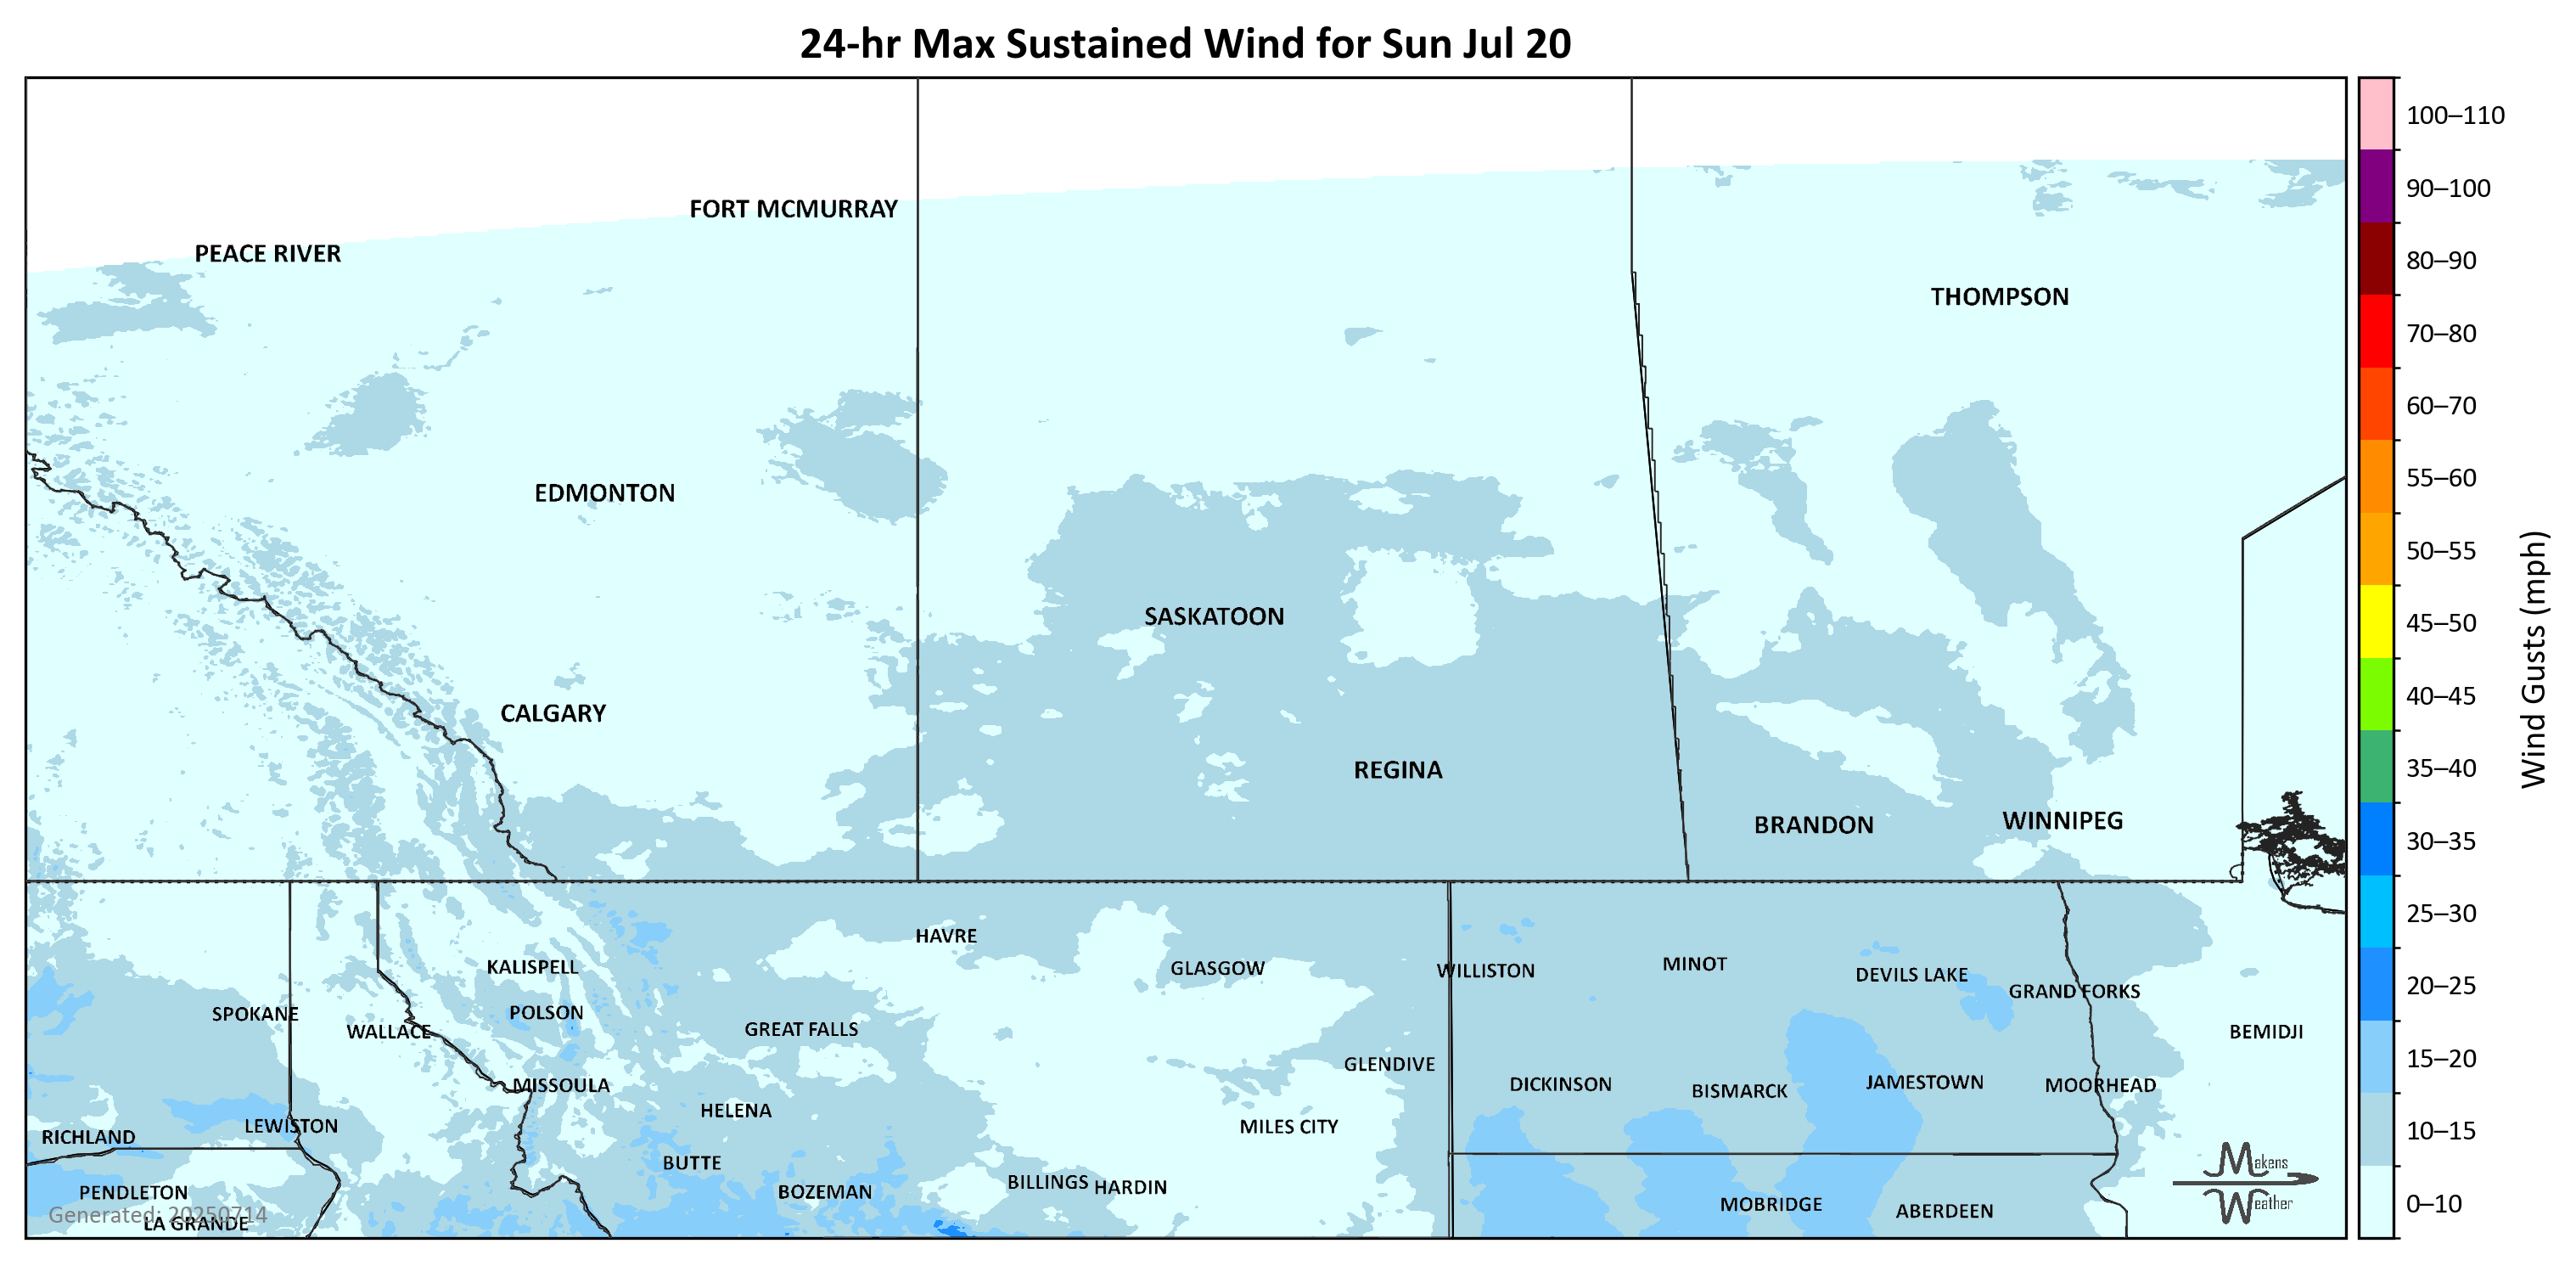 24-hr Max Sustained Wind for Sun Jul 20
100–110
FORT MCMURRAY
90–100
PEACE RIVER
80–90
THOMPSON
70–80
60–70
55–60
EDMONTON
50–55
SASKATOON
45–50
Wind Gusts (mph)
40–45
CALGARY
35–40
REGINA
BRANDON
WINNIPEG
30–35
25–30
HAVRE
KALISPELL
GLASGOW
WILLISTON
MINOT
DEVILS LAKE
20–25
GRAND FORKS
SPOKANE
POLSON
WALLACE
GREAT FALLS
BEMIDJI
15–20
GLENDIVE
MISSOULA
DICKINSON
BISMARCK
JAMESTOWN
MOORHEAD
HELENA
LEWISTON
MILES CITY
RICHLAND
10–15
BUTTE
Makens
Weather
PENDLETON
BOZEMAN
BILLINGS
HARDIN
MOBRIDGE
ABERDEEN
0–10
Generated: 20250714
LA GRANDE